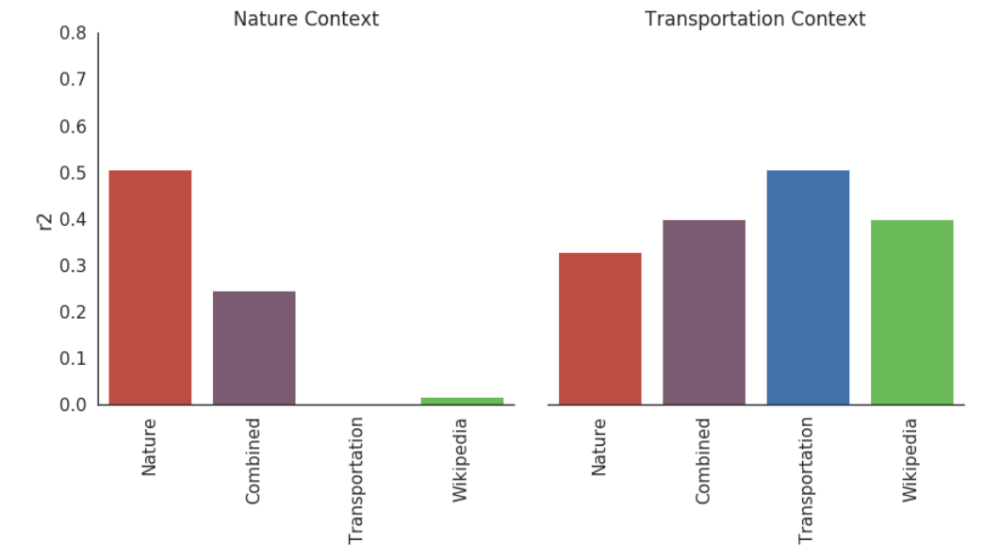 Nature Context
Transportation Context
r2
0.8
0.7
0.6
0.5
0.4
0.3
0.2
0.1
0.0
Nature
Combined
Transportation
Wikipedia
Nature
Combined
Transportation
Wikipedia